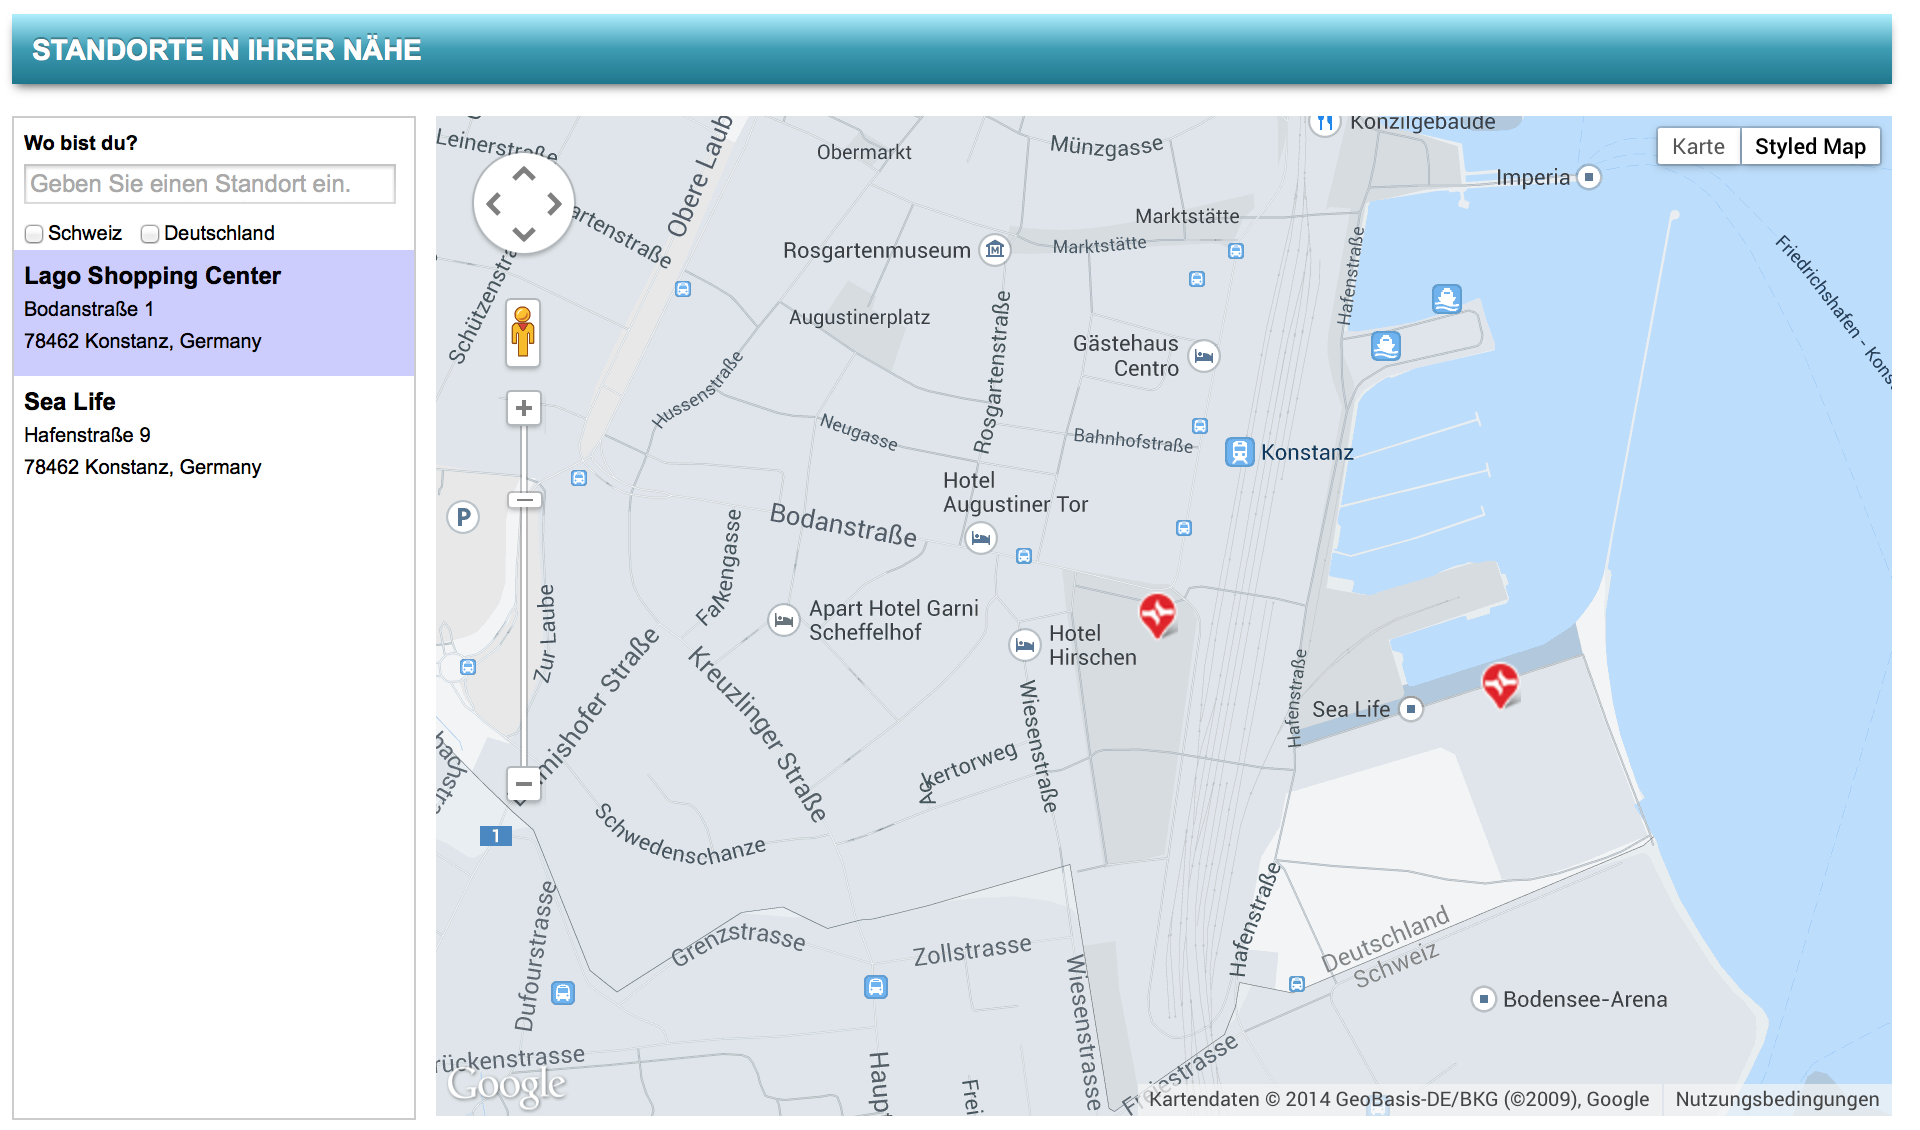 STANDORTE IN IHRER NÄHE
Wo bist du?
Geben Sie einen Standort ein.
Schweiz
Deutschland
Lago Shopping Center
Bodanstraße 1
78462 Konstanz, Germany
Sea Life
Hafenstraße 9
78462 Konstanz, Germany
Karte
Styled Map
Konzilgebäude
Leinerstraße
Obere Laub
Obermarkt
Münzgasse
Imperia
Marktstätte
artenstraße
Rosgartenmuseum
Marktstätte
Hafenstraße
Friedrichshafen - Kons
Schützenstra
Augustinerplatz
Rosgartenstraße
Gästehaus
Centro
Hussenstraße
Neugasse
Bahnhofstraße
Konstanz
Hotel
Augustiner Tor
P
Bodanstraße
Falkengasse
Zur Laube
Apart Hotel Garni
Scheffelhof
Hotel
Hirschen
Kreuzlinger Straße
mishofer Straße
Wiesenstraße
Hafenstraße
Sea Life
Ackertorweg
Schwedenschanze
1
Hafenstraße
Dufourstrasse
Grenzstrasse
Zollstrasse
Deutschland
Schweiz
Wiesenstrasse
Bodensee-Arena
rückenstrasse
Haupt
Frei
Freiestrasse
Google
Kartendaten © 2014 GeoBasis-DE/BKG (©2009), Google
Nutzungsbedingungen